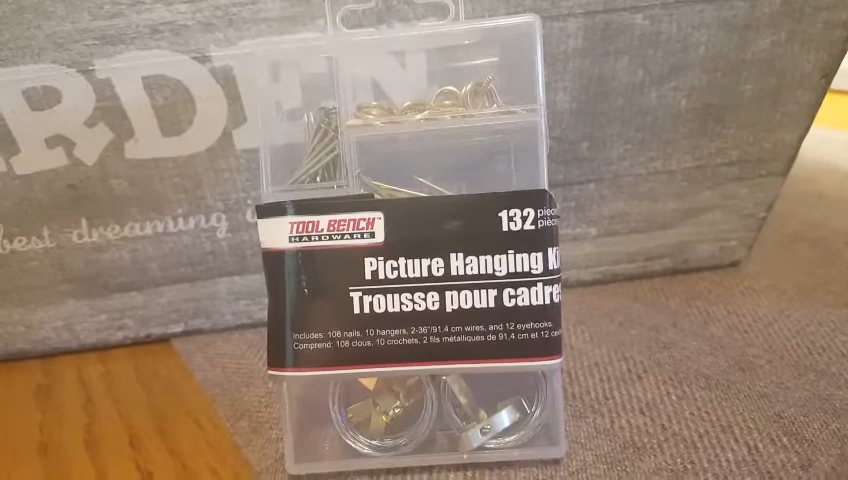 RDEN
best dreaming i
TOOL BENCH™
HARDWARE
132 pieces
pièces
Picture Hanging Ki
Trousse pour cadres
Includes: 108 nails, 10 hangers, 2-36"/91.4 cm wires, and 12 eyehooks.
Comprend: 108 clous, 10 crochets, 2 fils métalliques de 91,4 cm et 12